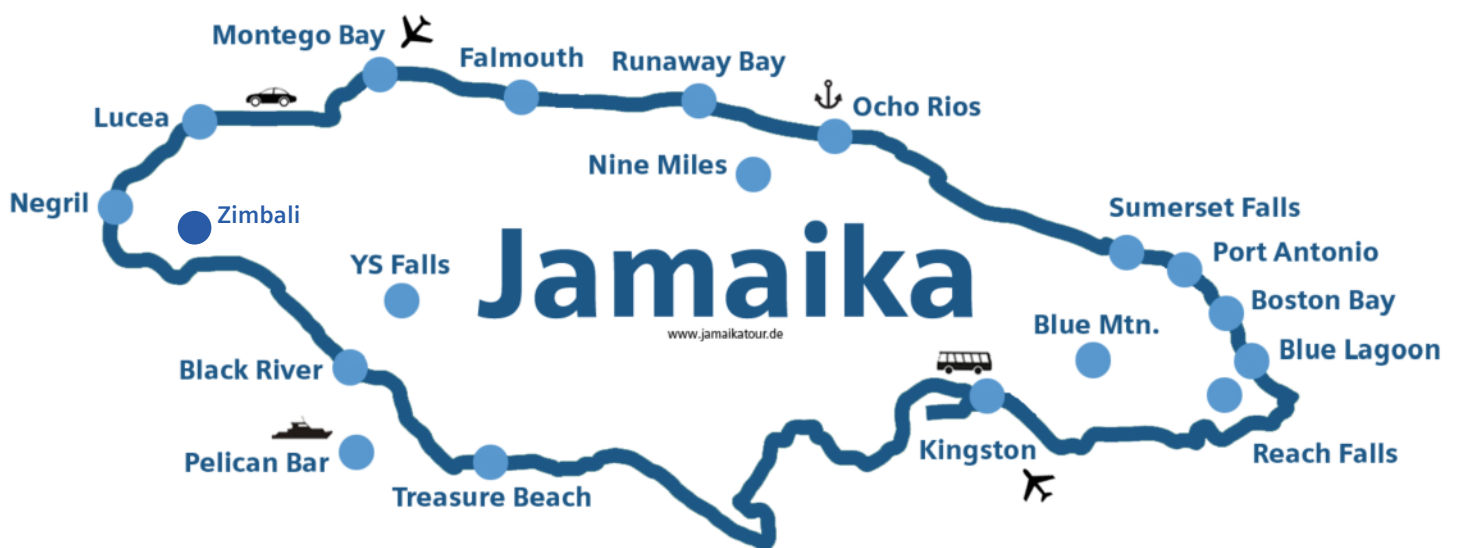 Montego Bay
Falmouth
Runaway Bay
Ocho Rios
Lucea
Nine Miles
Negril
Zimbali
Sumerset Falls
Port Antonio
YS Falls
Jamaika
www.jamaikatour.de
Boston Bay
Blue Mtn.
Blue Lagoon
Black River
Kingston
Reach Falls
Pelican Bar
Treasure Beach